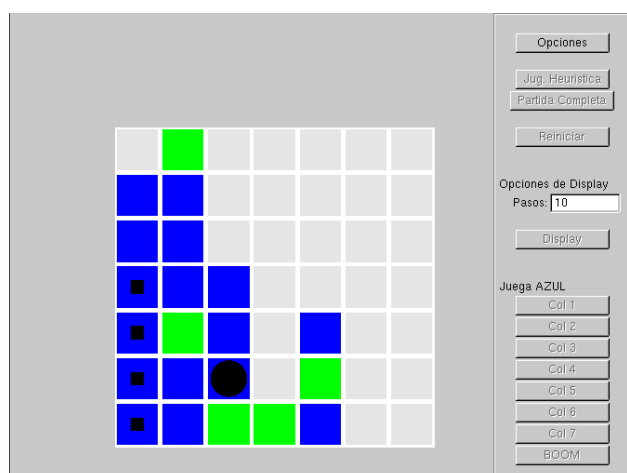 Opciones
Jug. Heuristica
Partida Completa
Reiniciar
Opciones de Display
Pasos: 10
Display
Juega AZUL
Col 1
Col 2
Col 3
Col 4
Col 5
Col 6
Col 7
BOOM